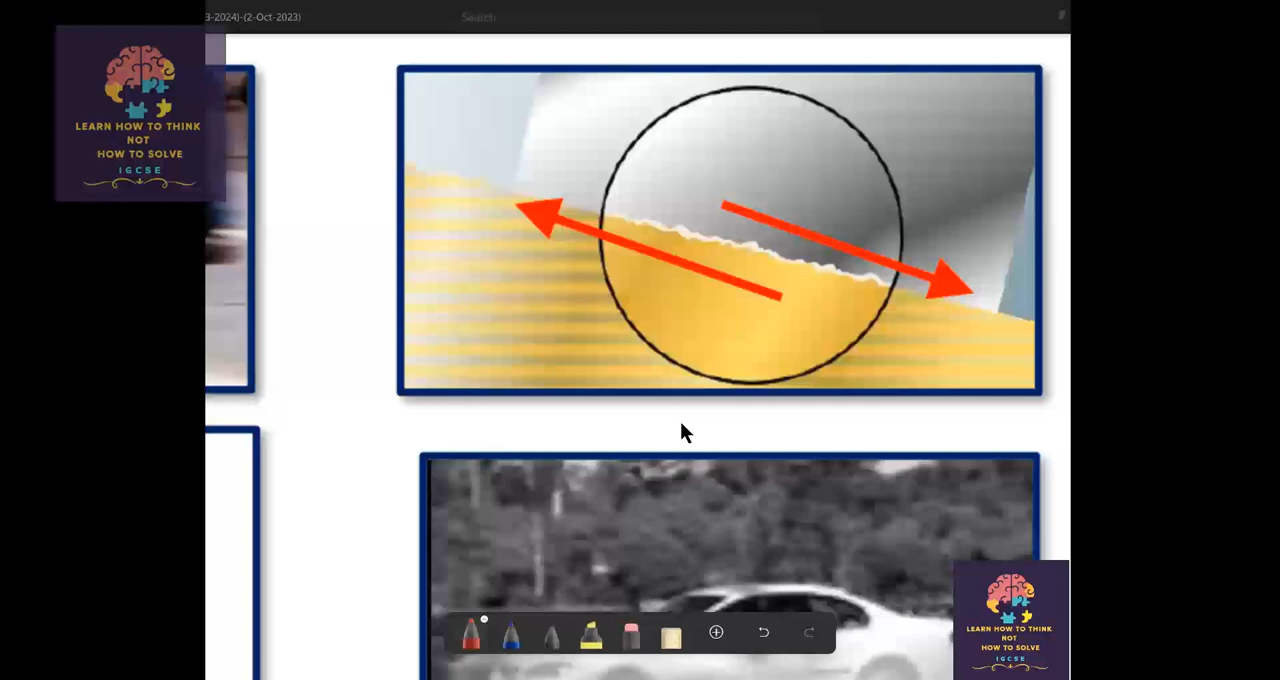 3-2024)-(2-Oct-2023)
Search
LEARN HOW TO THINK
NOT
HOW TO SOLVE
IGCSE
LEARN HOW TO THINK
NOT
HOW TO SOLVE
IGCSE